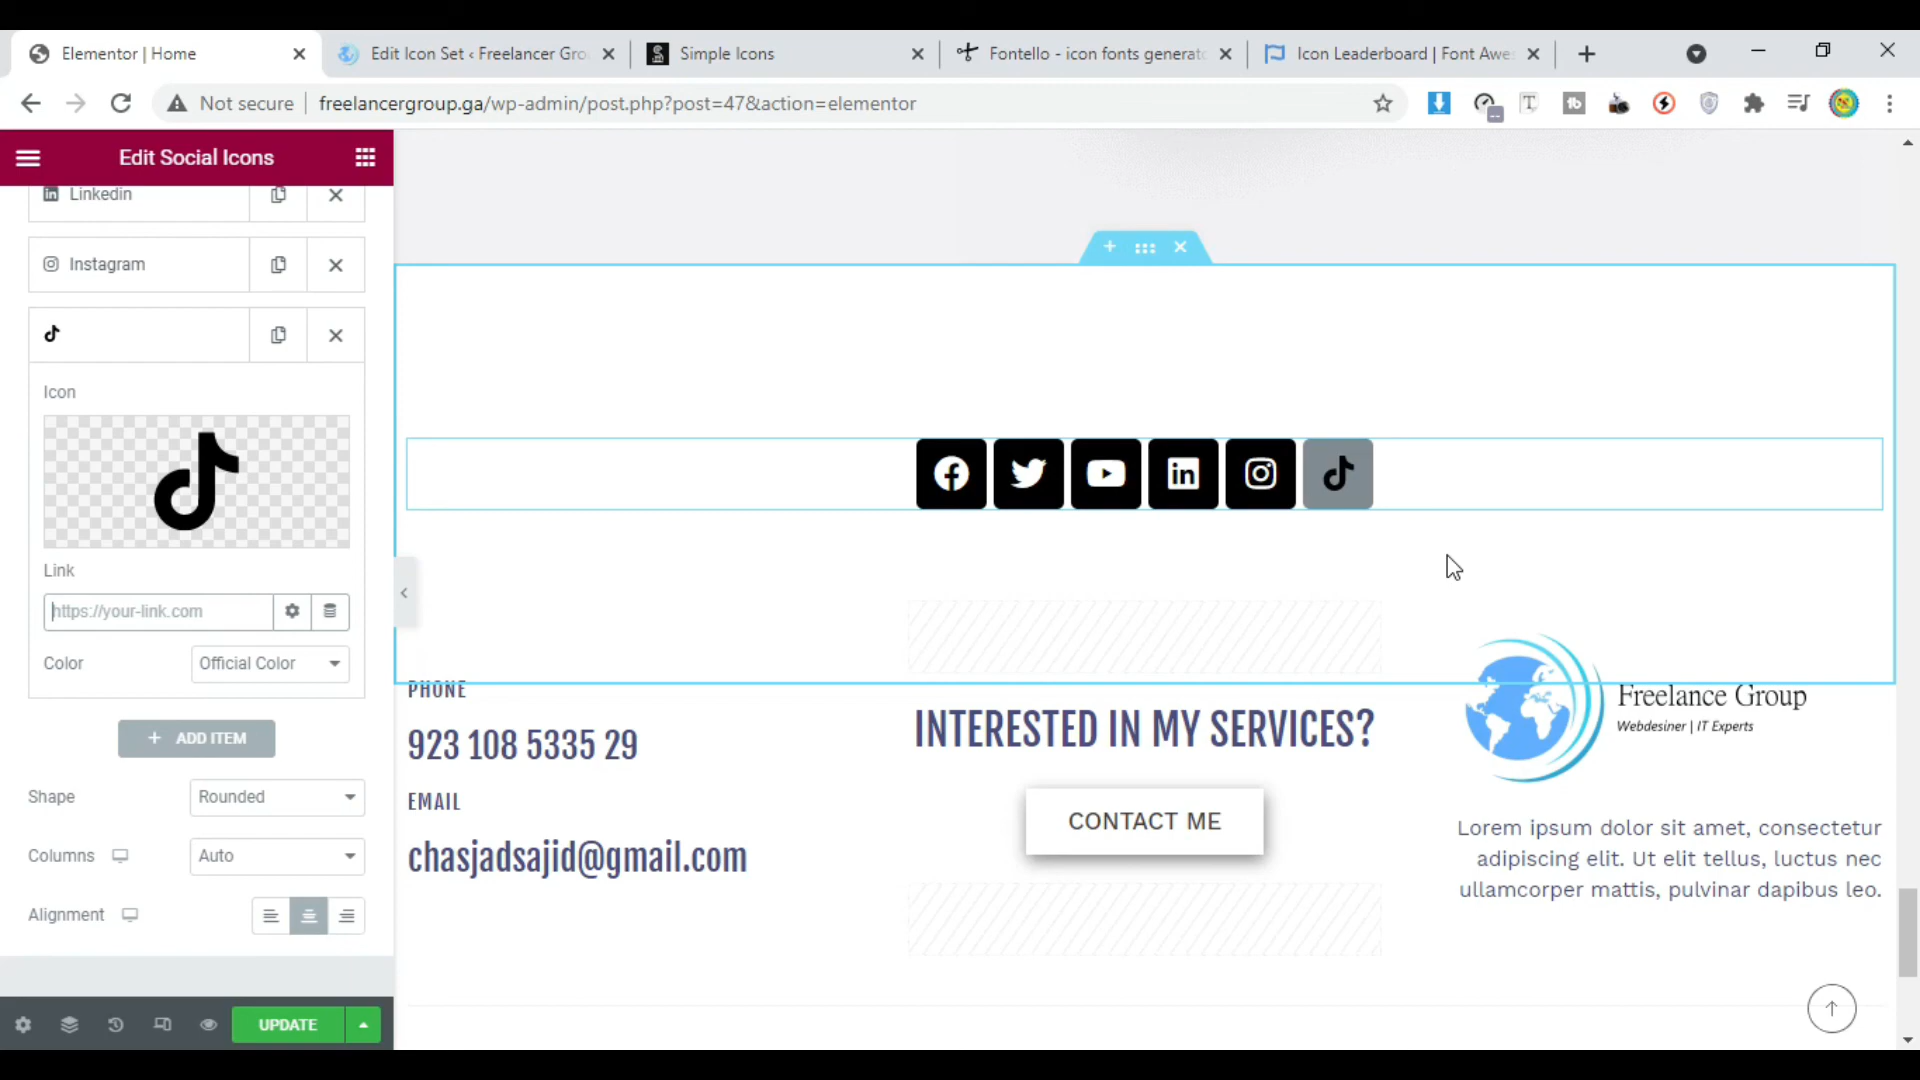 Elementor | Home
Edit Icon Set ‹ Freelancer Gro
Simple Icons
Fontello - icon fonts generato
Icon Leaderboard | Font Awes
Not secure
freelancergroup.ga/wp-admin/post.php?post=47&action=elementor
Edit Social Icons
Linkedin
Instagram
Icon
Link
https://your-link.com
Color
Official Color
+ ADD ITEM
Shape
Rounded
Columns
Auto
Alignment
UPDATE
PHONE
923 108 5335 29
EMAIL
chasjadsajid@gmail.com
INTERESTED IN MY SERVICES?
CONTACT ME
Freelance Group
Webdesiner | IT Experts
Lorem ipsum dolor sit amet, consectetur
adipiscing elit. Ut elit tellus, luctus nec
ullamcorper mattis, pulvinar dapibus leo.